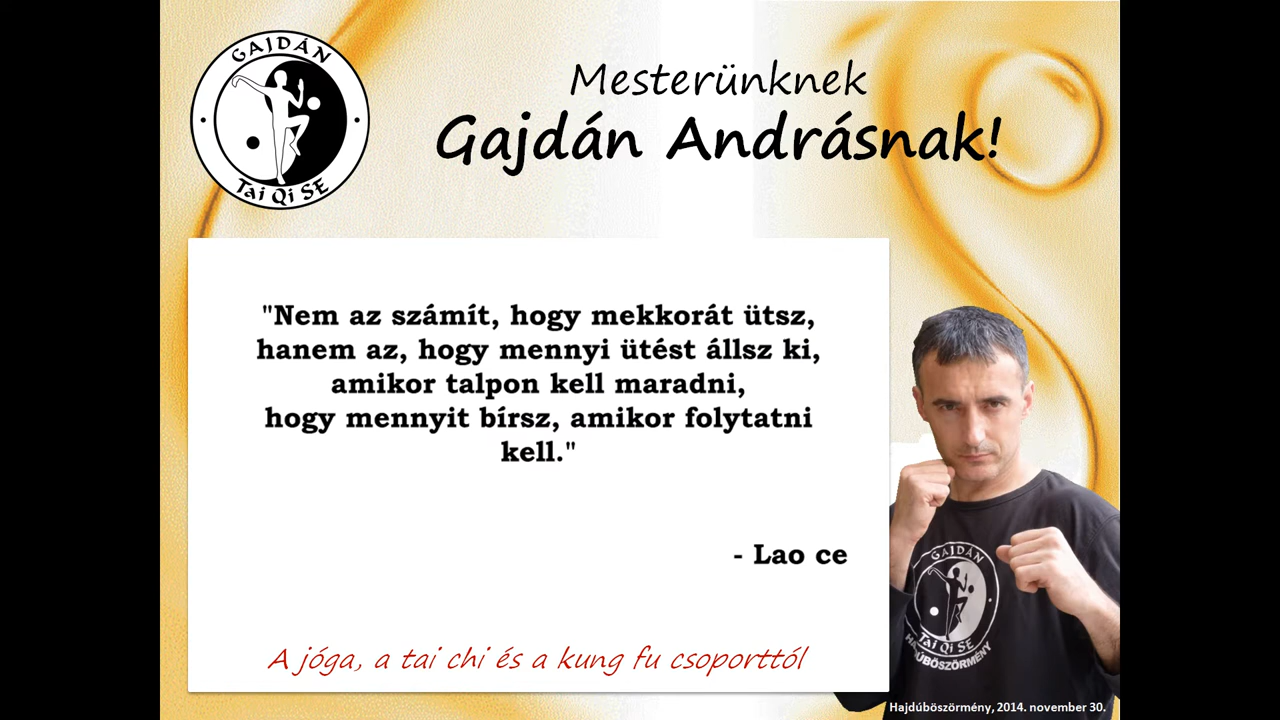 GAJDÁN
Tai Qi SE
Mesterünknek
Gajdán Andrásnak!
"Nem az számít, hogy mekkorát ütsz,
hanem az, hogy mennyi ütést állsz ki,
amikor talpon kell maradni,
hogy mennyit bírsz, amikor folytatni
kell."
- Lao ce
A jóga, a tai chi és a kung fu csoporttól
GAJDÁN
Tai Qi SE
HAJDÚBÖSZÖRMÉNY
Hajdúböszörmény, 2014. november 30.